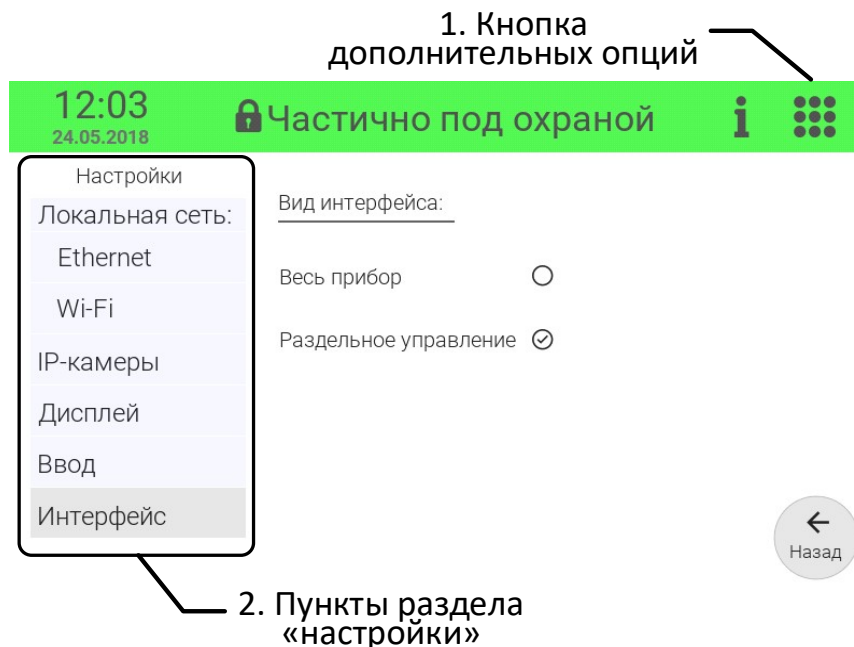 1. Кнопка
дополнительных опций
12:03
24.05.2018
Частично под охраной
i
Настройки
Локальная сеть:
Ethernet
Wi-Fi
IP-камеры
Дисплей
Ввод
Интерфейс
Вид интерфейса:
Весь прибор
Раздельное управление
Назад
2. Пункты раздела
«настройки»